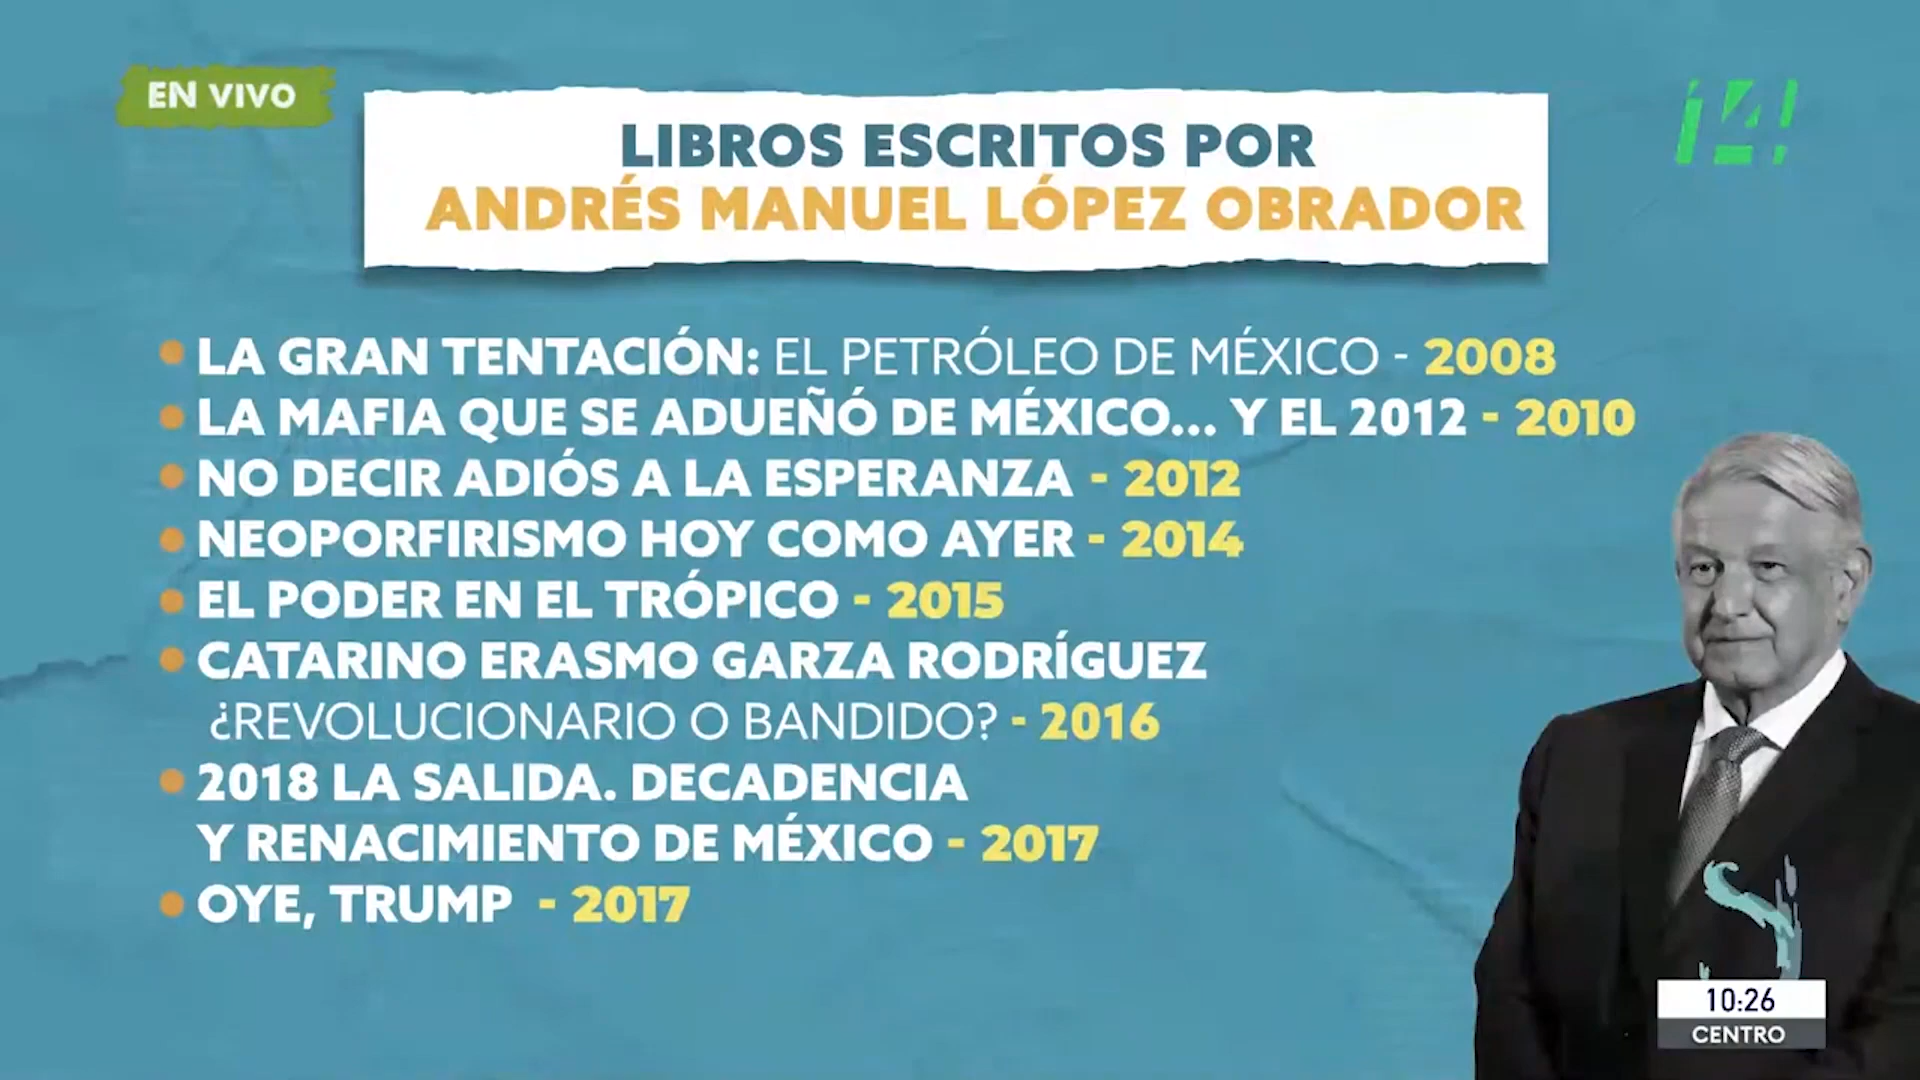 EN VIVO
14!
LIBROS ESCRITOS POR
ANDRÉS MANUEL LÓPEZ OBRADOR
LA GRAN TENTACIÓN: EL PETRÓLEO DE MÉXICO - 2008
LA MAFIA QUE SE ADUEÑÓ DE MÉXICO... Y EL 2012 - 2010
NO DECIR ADIÓS A LA ESPERANZA - 2012
NEOPORFIRISMO HOY COMO AYER - 2014
EL PODER EN EL TRÓPICO - 2015
CATARINO ERASMO GARZA RODRÍGUEZ
¿REVOLUCIONARIO O BANDIDO? - 2016
2018 LA SALIDA. DECADENCIA
Y RENACIMIENTO DE MÉXICO - 2017
OYE, TRUMP - 2017
10:26
CENTRO